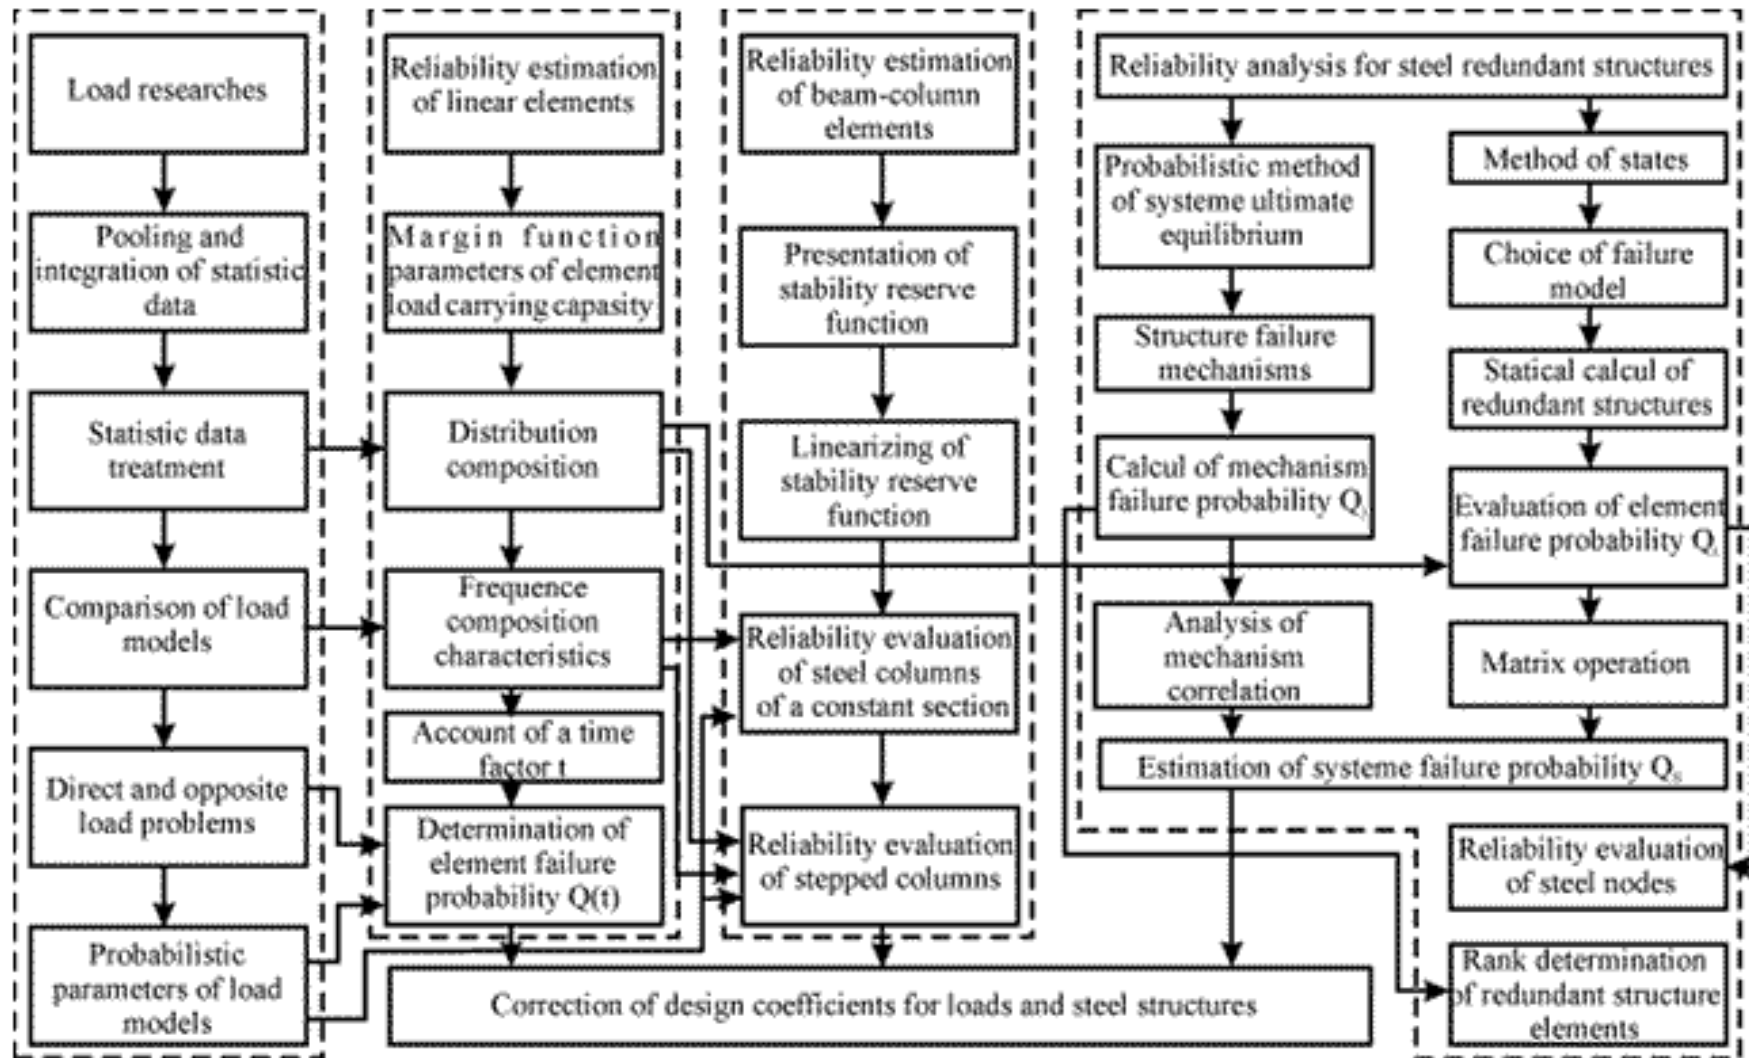 Load researches
Pooling and
integration of statistic
data
Statistic data
treatment
Comparison of load
models
Direct and opposite
load problems
Probabilistic
parameters of load
models
Reliability estimation
of linear elements
Margin function
parameters of element
load carrying capasity
Distribution
composition
Frequence
composition
characteristics
Account of a time
factor t
Determination of
element failure
probability Q(t)
Reliability estimation
of beam-column
elements
Presentation of
stability reserve
function
Linearizing of
stability reserve
function
Reliability evaluation
of steel columns
of a constant section
Reliability evaluation
of stepped columns
Reliability analysis for steel redundant structures
Probabilistic method
of systeme ultimate
equilibrium
Structure failure
mechanisms
Calcul of mechanism
failure probability Q
Analysis of
mechanism
correlation
Method of states
Choice of failure
model
Statical calcul of
redundant structures
Evaluation of element
failure probability Q
Matrix operation
Estimation of systeme failure probability Qs
Reliability evaluation
of steel nodes
Rank determination
of redundant structure
elements
Correction of design coefficients for loads and steel structures